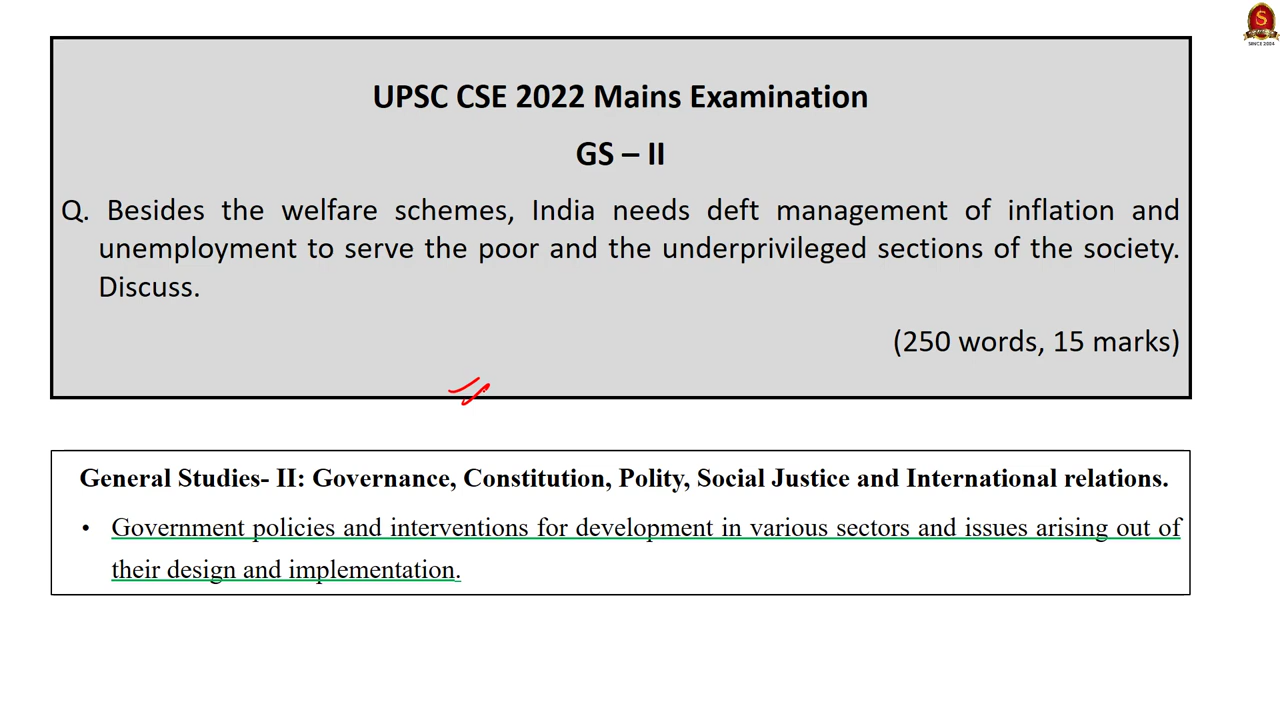 S
SINCE 2004
UPSC CSE 2022 Mains Examination
GS – II
Q. Besides the welfare schemes, India needs deft management of inflation and
unemployment to serve the poor and the underprivileged sections of the society.
Discuss.
(250 words, 15 marks)
General Studies- II: Governance, Constitution, Polity, Social Justice and International relations.
• Government policies and interventions for development in various sectors and issues arising out of
their design and implementation.